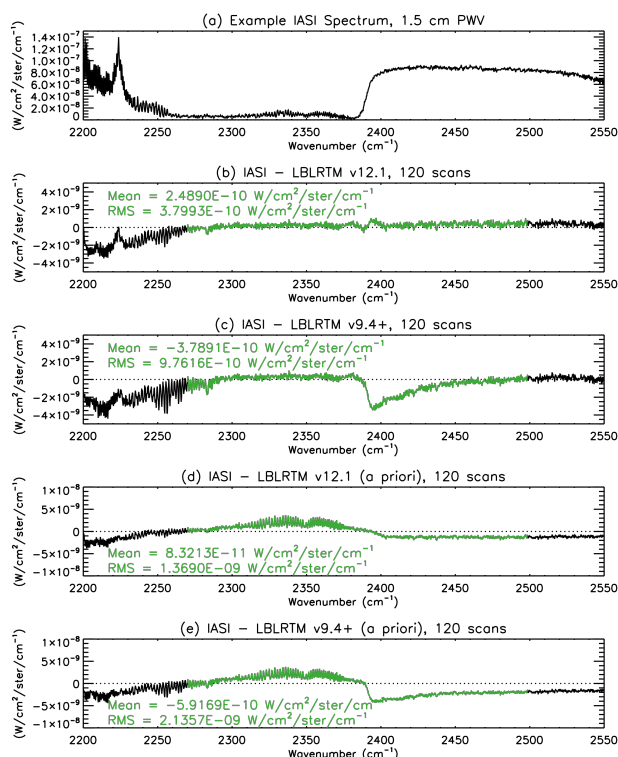 (a) Example IASI Spectrum, 1.5 cm PWV
(W/cm²/ster/cm⁻¹)
1.4×10⁻⁷
1.2×10⁻⁷
1.0×10⁻⁷
8.0×10⁻⁸
6.0×10⁻⁸
4.0×10⁻⁸
2.0×10⁻⁸
0
2200 2250 2300 2350 2400 2450 2500 2550
Wavenumber (cm⁻¹)
(b) IASI – LBLRTM v12.1, 120 scans
(W/cm²/ster/cm⁻¹)
4×10⁻⁹
2×10⁻⁹
0
−2×10⁻⁹
−4×10⁻⁹
Mean = 2.4890E−10 W/cm²/ster/cm⁻¹
RMS = 3.7993E−10 W/cm²/ster/cm⁻¹
2200 2250 2300 2350 2400 2450 2500 2550
Wavenumber (cm⁻¹)
(c) IASI – LBLRTM v9.4+, 120 scans
(W/cm²/ster/cm⁻¹)
4×10⁻⁹
2×10⁻⁹
0
−2×10⁻⁹
−4×10⁻⁹
Mean = −3.7891E−10 W/cm²/ster/cm⁻¹
RMS = 9.7616E−10 W/cm²/ster/cm⁻¹
2200 2250 2300 2350 2400 2450 2500 2550
Wavenumber (cm⁻¹)
(d) IASI – LBLRTM v12.1 (a priori), 120 scans
(W/cm²/ster/cm⁻¹)
1×10⁻⁸
5×10⁻⁹
0
−5×10⁻⁹
−1×10⁻⁸
Mean = 8.3213E−11 W/cm²/ster/cm⁻¹
RMS = 1.3690E−09 W/cm²/ster/cm⁻¹
2200 2250 2300 2350 2400 2450 2500 2550
Wavenumber (cm⁻¹)
(e) IASI – LBLRTM v9.4+ (a priori), 120 scans
(W/cm²/ster/cm⁻¹)
1×10⁻⁸
5×10⁻⁹
0
−5×10⁻⁹
−1×10⁻⁸
Mean = −5.9169E−10 W/cm²/ster/cm⁻¹
RMS = 2.1357E−09 W/cm²/ster/cm⁻¹
2200 2250 2300 2350 2400 2450 2500 2550
Wavenumber (cm⁻¹)